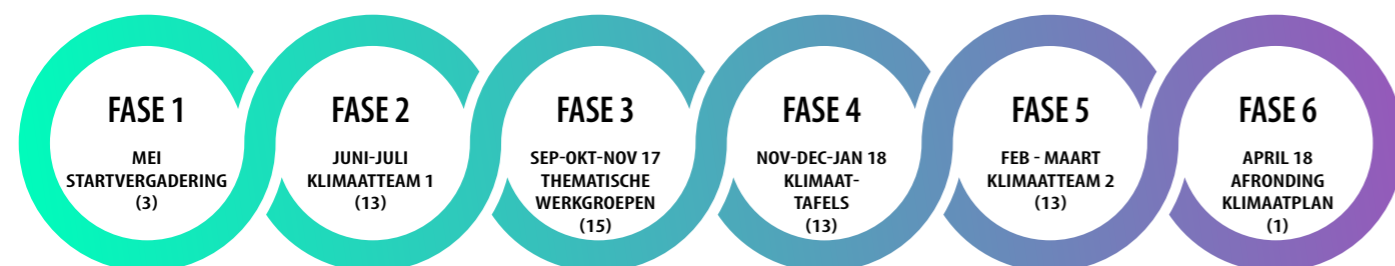 FASE 1
MEI
STARTVERGADERING
(3)
FASE 2
JUNI-JULI
KLIMAATTEAM 1
(13)
FASE 3
SEP-OKT-NOV 17
THEMATISCHE
WERKGROEPEN
(15)
FASE 4
NOV-DEC-JAN 18
KLIMAAT-
TAFELS
(13)
FASE 5
FEB - MAART
KLIMAATTEAM 2
(13)
FASE 6
APRIL 18
AFRONDING
KLIMAATPLAN
(1)